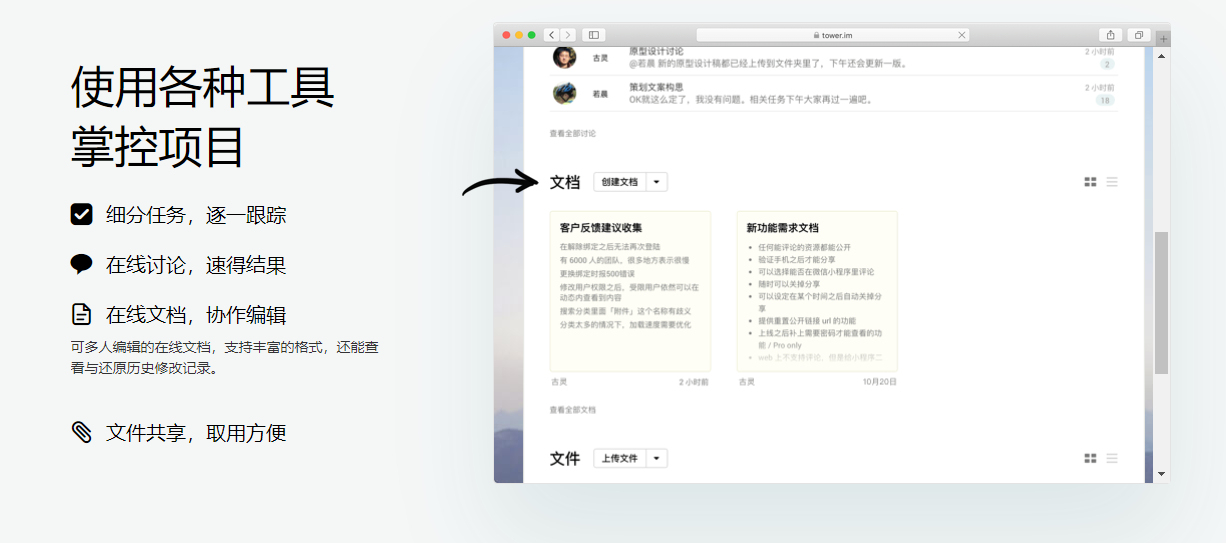 使用各种工具
掌控项目
细分任务，逐一跟踪
在线讨论，速得结果
在线文档，协作编辑
可多人编辑的在线文档，支持丰富的格式，还能查
看与还原历史修改记录。
文件共享，取用方便
tower.im
古灵
原型设计讨论
@若晨 新的原型设计稿都已经上传到文件夹里了，下午还会更新一版。
2 小时前
2
若晨
策划文案构思
OK就这么定了，我没有问题。相关任务下午大家再过一遍吧。
2 小时前
18
查看全部讨论
文档
创建文档
客户反馈建议收集
在解除绑定之后无法再次登陆
有 6000 人的团队，很多地方表示很慢
更换绑定时报500错误
修改用户权限之后，受限用户依然可以在
动态内查看到内容
搜索分类里面「附件」这个名称有歧义
分类太多的情况下，加载速度需要优化
古灵
2 小时前
新功能需求文档
• 任何能评论的资源都能公开
• 验证手机之后才能分享
• 可以选择能否在微信小程序里评论
• 随时可以关掉分享
• 可以设定在某个时间之后自动关掉分
享
• 提供重置公开链接 url 的功能
• 上线之后补上需要密码才能查看的功
能 / Pro only
• web 上不支持评论，但是给小程序二
古灵
10月20日
查看全部文档
文件
上传文件